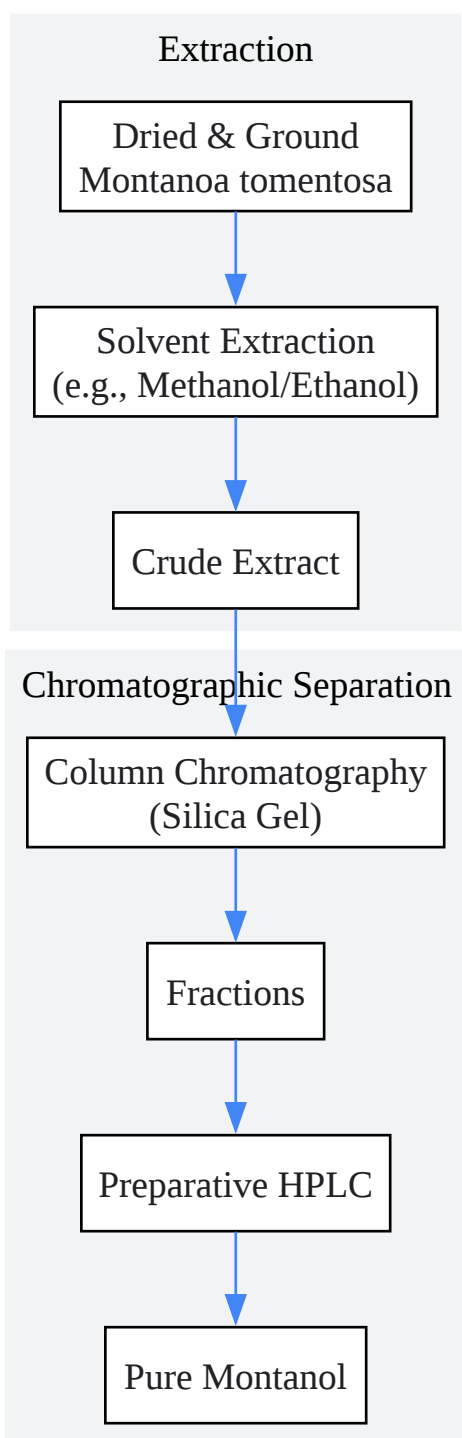 Extraction
Dried & Ground
Montanoa tomentosa
Solvent Extraction
(e.g., Methanol/Ethanol)
Crude Extract
Chromatographic Separation
Column Chromatography
(Silica Gel)
Fractions
Preparative HPLC
Pure Montanol